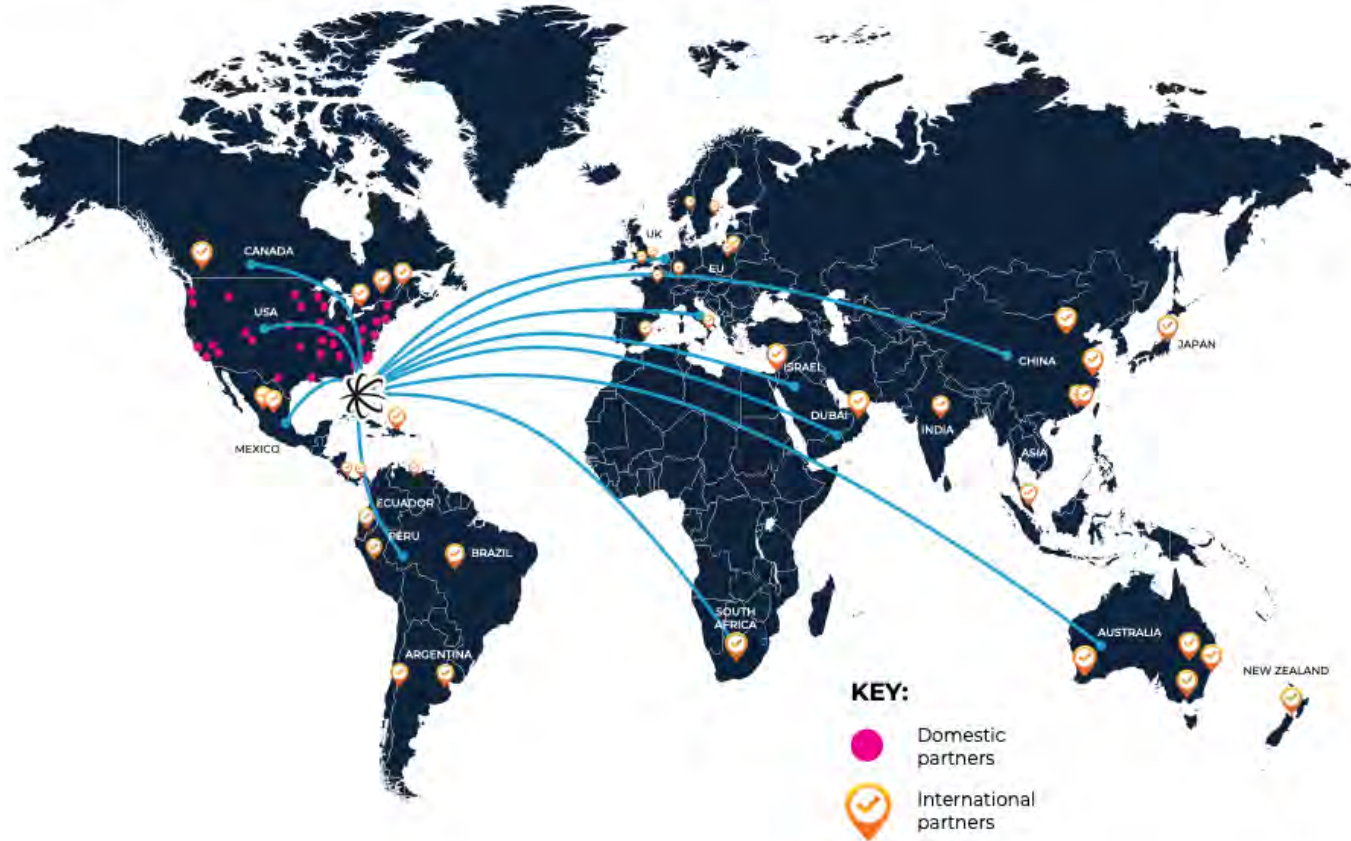 CANADA
UK
EU
USA
JAPAN
CHINA
ISRAEL
DUBAI
INDIA
MEXICO
ASIA
ECUADOR
PERU
BRAZIL
SOUTH
AFRICA
AUSTRALIA
ARGENTINA
NEW ZEALAND
KEY:
Domestic
partners
International
partners